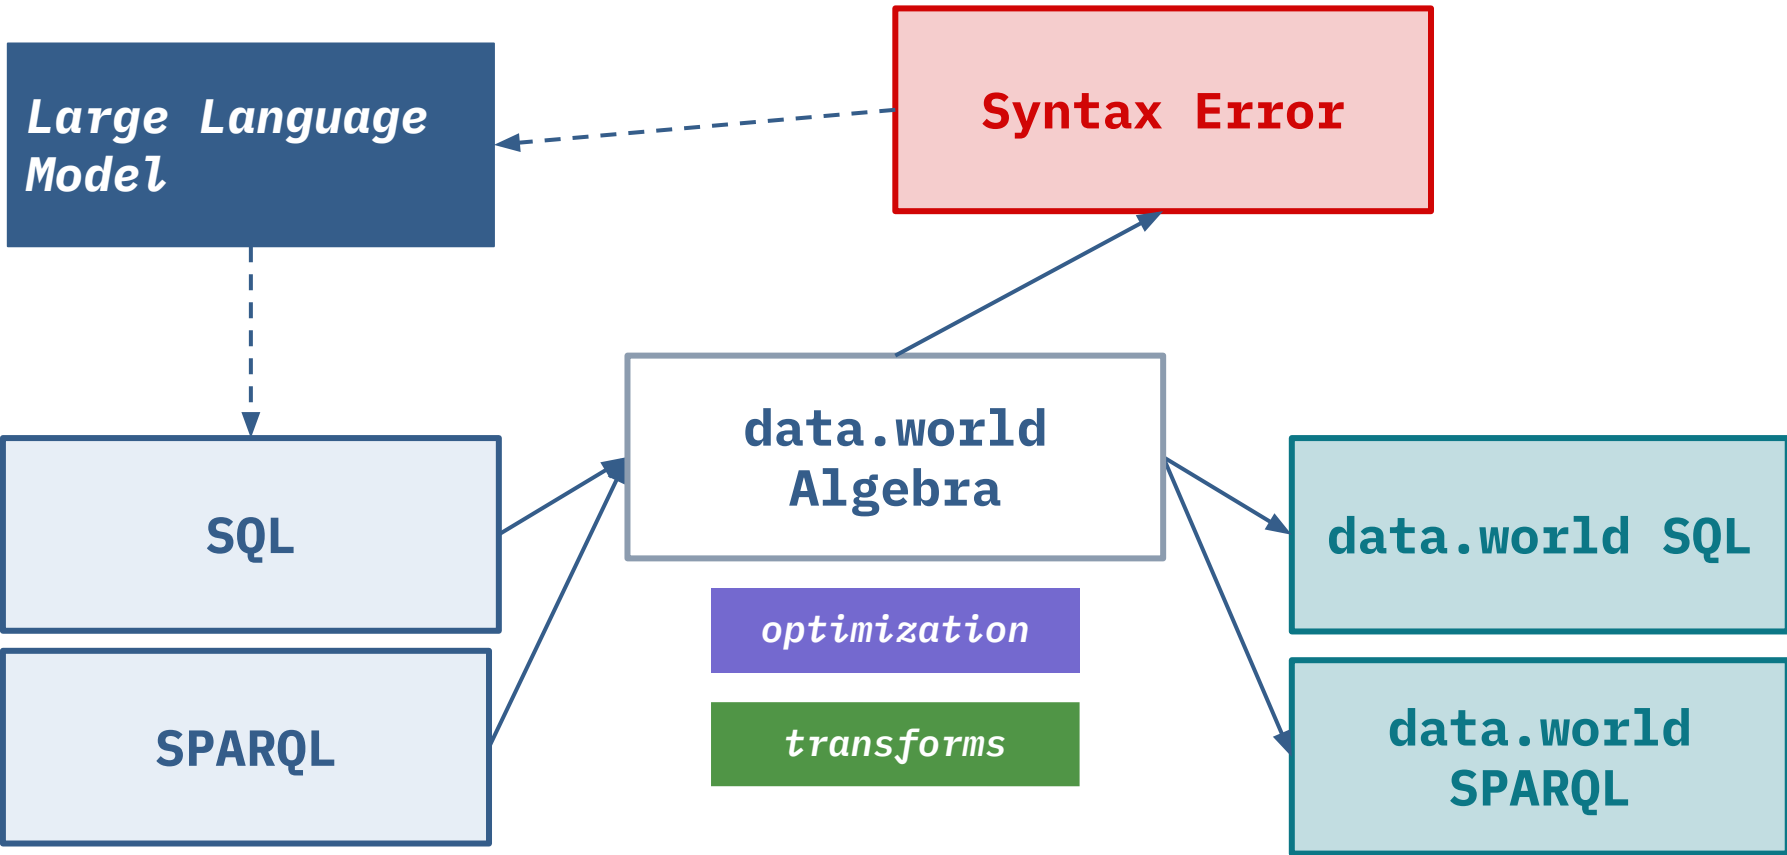 Syntax Error
Large Language
Model
data.world
Algebra
SQL
data.world SQL
optimization
SPARQL
transforms
data.world
SPARQL